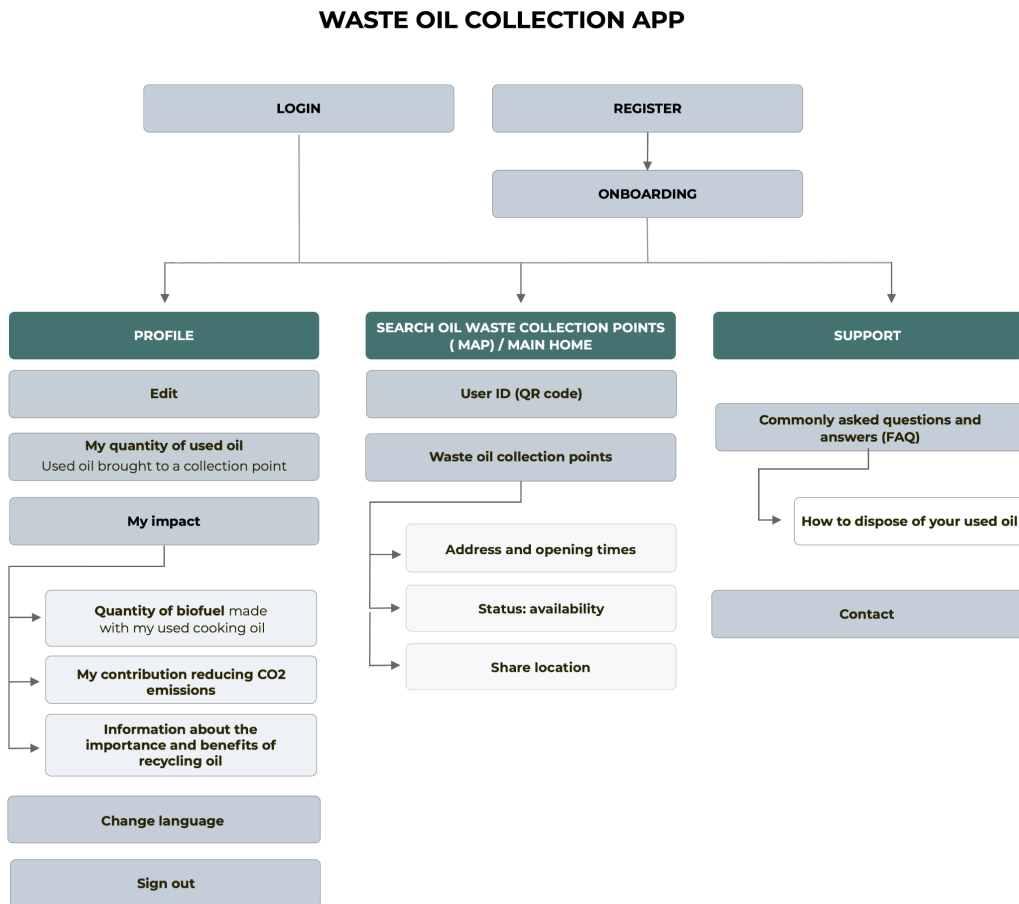 WASTE OIL COLLECTION APP
LOGIN
REGISTER
ONBOARDING
PROFILE
Edit
My quantity of used oil
Used oil brought to a collection point
My impact
Quantity of biofuel made
with my used cooking oil
My contribution reducing CO2
emissions
Information about the
importance and benefits of
recycling oil
Change language
Sign out
SEARCH OIL WASTE COLLECTION POINTS
( MAP) / MAIN HOME
User ID (QR code)
Waste oil collection points
Address and opening times
Status: availability
Share location
SUPPORT
Commonly asked questions and
answers (FAQ)
How to dispose of your used oil
Contact